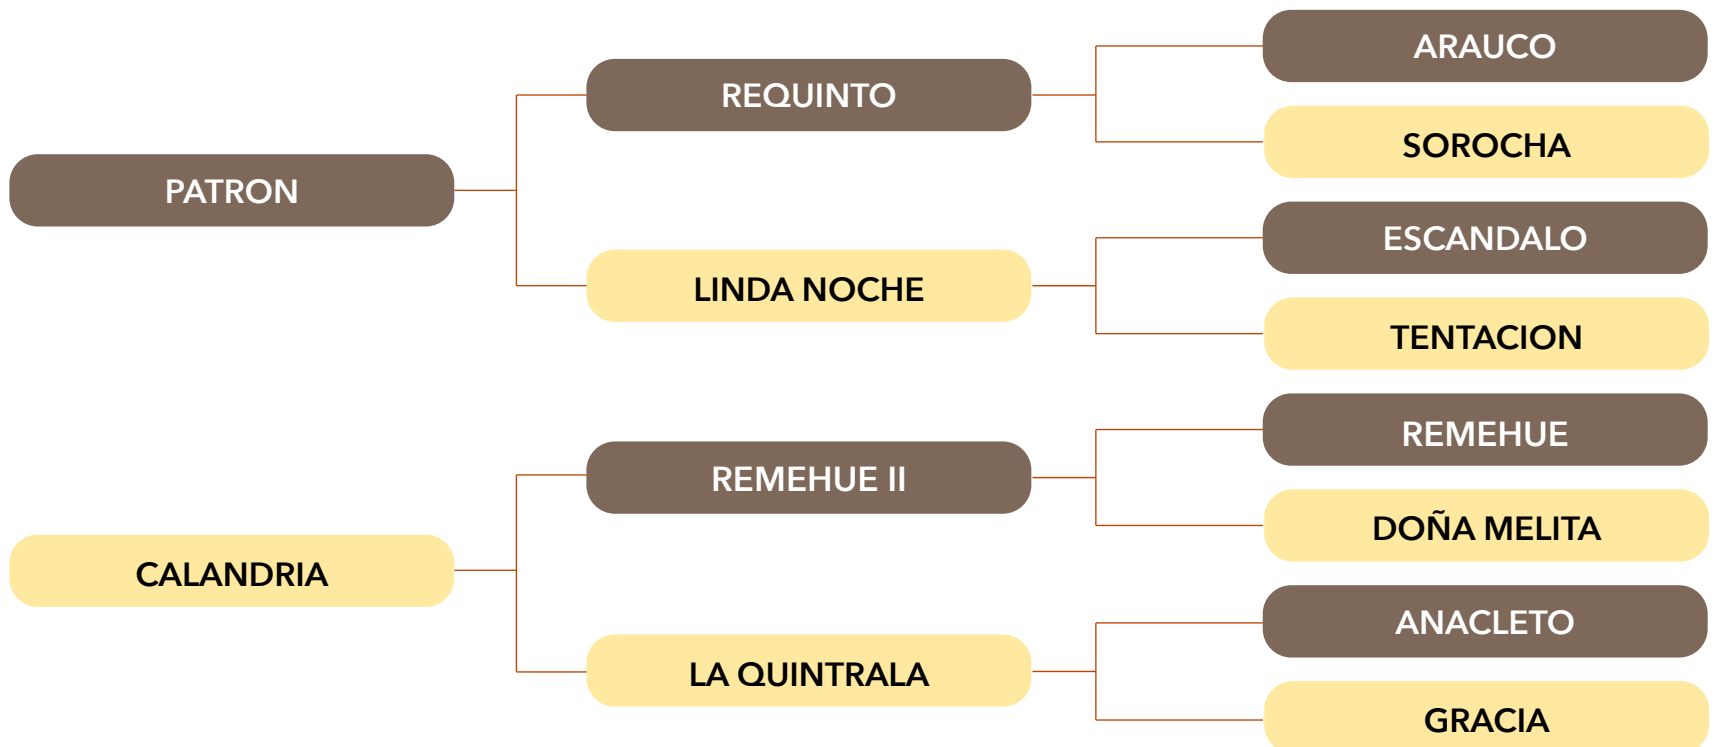 ARAUCO
REQUINTO
SOROCHA
PATRON
ESCANDALO
LINDA NOCHE
TENTACION
REMEHUE
REMEHUE II
DOÑA MELITA
CALANDRIA
ANACLETO
LA QUINTRALA
GRACIA